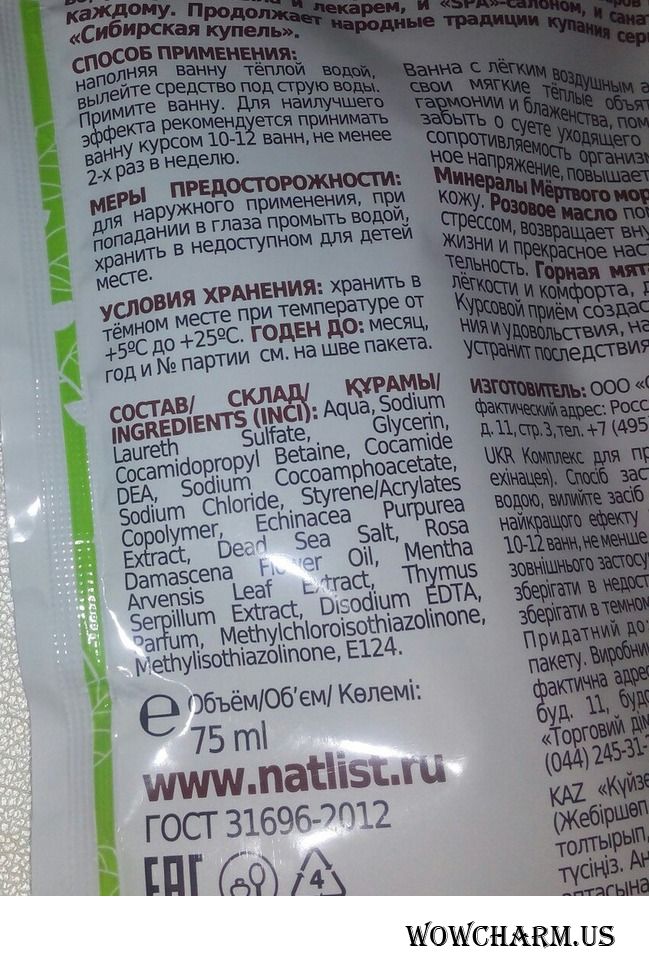 каждому. Продолжает народные традиции купания
«Сибирская купель».
СПОСОБ ПРИМЕНЕНИЯ:
наполняя ванну тёплой водой,
вылейте средство под струю воды.
Примите ванну. Для наилучшего
эффекта рекомендуется принимать
ванну курсом 10-12 ванн, не менее
2-х раз в неделю.
МЕРЫ ПРЕДОСТОРОЖНОСТИ:
для наружного применения, при
попадании в глаза промыть водой,
хранить в недоступном для детей
месте.
УСЛОВИЯ ХРАНЕНИЯ: хранить в
тёмном месте при температуре от
+5ºС до +25ºС. ГОДЕН ДО: месяц,
год и № партии см. на шве пакета.
СОСТАВ/ СКЛАД/ ҚҰРАМЫ/
INGREDIENTS (INCI): Aqua, Sodium
Laureth Sulfate, Glycerin,
Cocamidopropyl Betaine, Cocamide
DEA, Sodium Cocoamphoacetate,
Sodium Chloride, Styrene/Acrylates
Copolymer, Echinacea Purpurea
Extract, Dead Sea Salt, Rosa
Damascena Flower Oil, Mentha
Arvensis Leaf Extract, Thymus
Serpillum Extract, Disodium EDTA,
Parfum, Methylchloroisothiazolinone,
Methylisothiazolinone, E124.
e Объём/Об'єм/ Көлемі:
75 ml
www.natlist.ru
ГОСТ 31696-2012
EAC
4
Ванна с лёгким воздушным
свои мягкие тёплые
гармонии и блаженства,
забыть о суете уходящего
сопротивляемость
ное напряжение, повышает
Минералы Мёртвого
кожу. Розовое масло
стрессом, возвращает
жизни и прекрасное
тельность. Горная
лёгкости и комфорта,
Курсовой приём
ния и удовольствия,
устранит последствия
ИЗГОТОВИТЕЛЬ: ООО
фактический адрес:
д. 11, стр. 3, тел. +7 (495
UKR Комплекс для
ехінацея). Спосіб
водою, вилийте засіб
найкращого ефекту
10-12 ванн, не менше
зовнішнього
зберігати в
зберігати в
Придатний до:
пакету.
фактична
буд. 11,
«Торговий
(044) 245-31-
KAZ
толтырып,
түсіңіз.
WOWCHARM.US